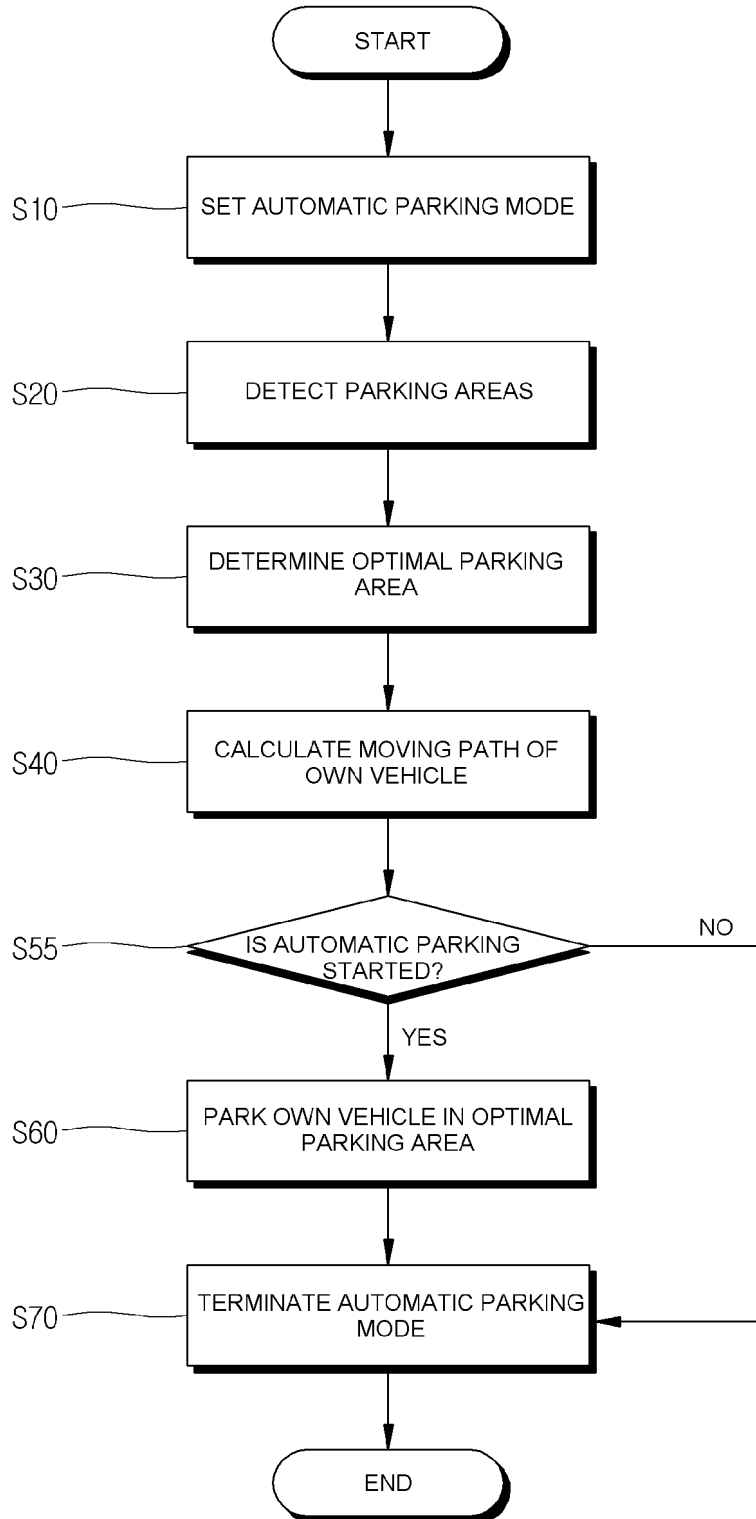 START
S10
SET AUTOMATIC PARKING MODE
S20
DETECT PARKING AREAS
S30
DETERMINE OPTIMAL PARKING
AREA
S40
CALCULATE MOVING PATH OF
OWN VEHICLE
S55
IS AUTOMATIC PARKING
STARTED?
NO
YES
S60
PARK OWN VEHICLE IN OPTIMAL
PARKING AREA
S70
TERMINATE AUTOMATIC PARKING
MODE
END